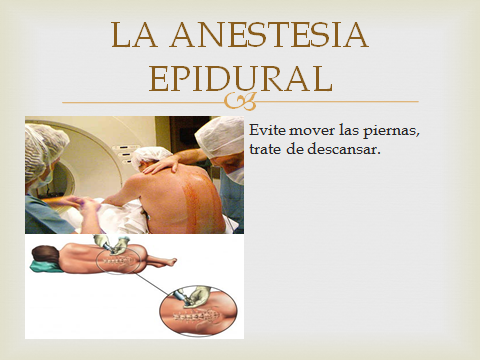 LA ANESTESIA
EPIDURAL
Evite mover las piernas,
trate de descansar.